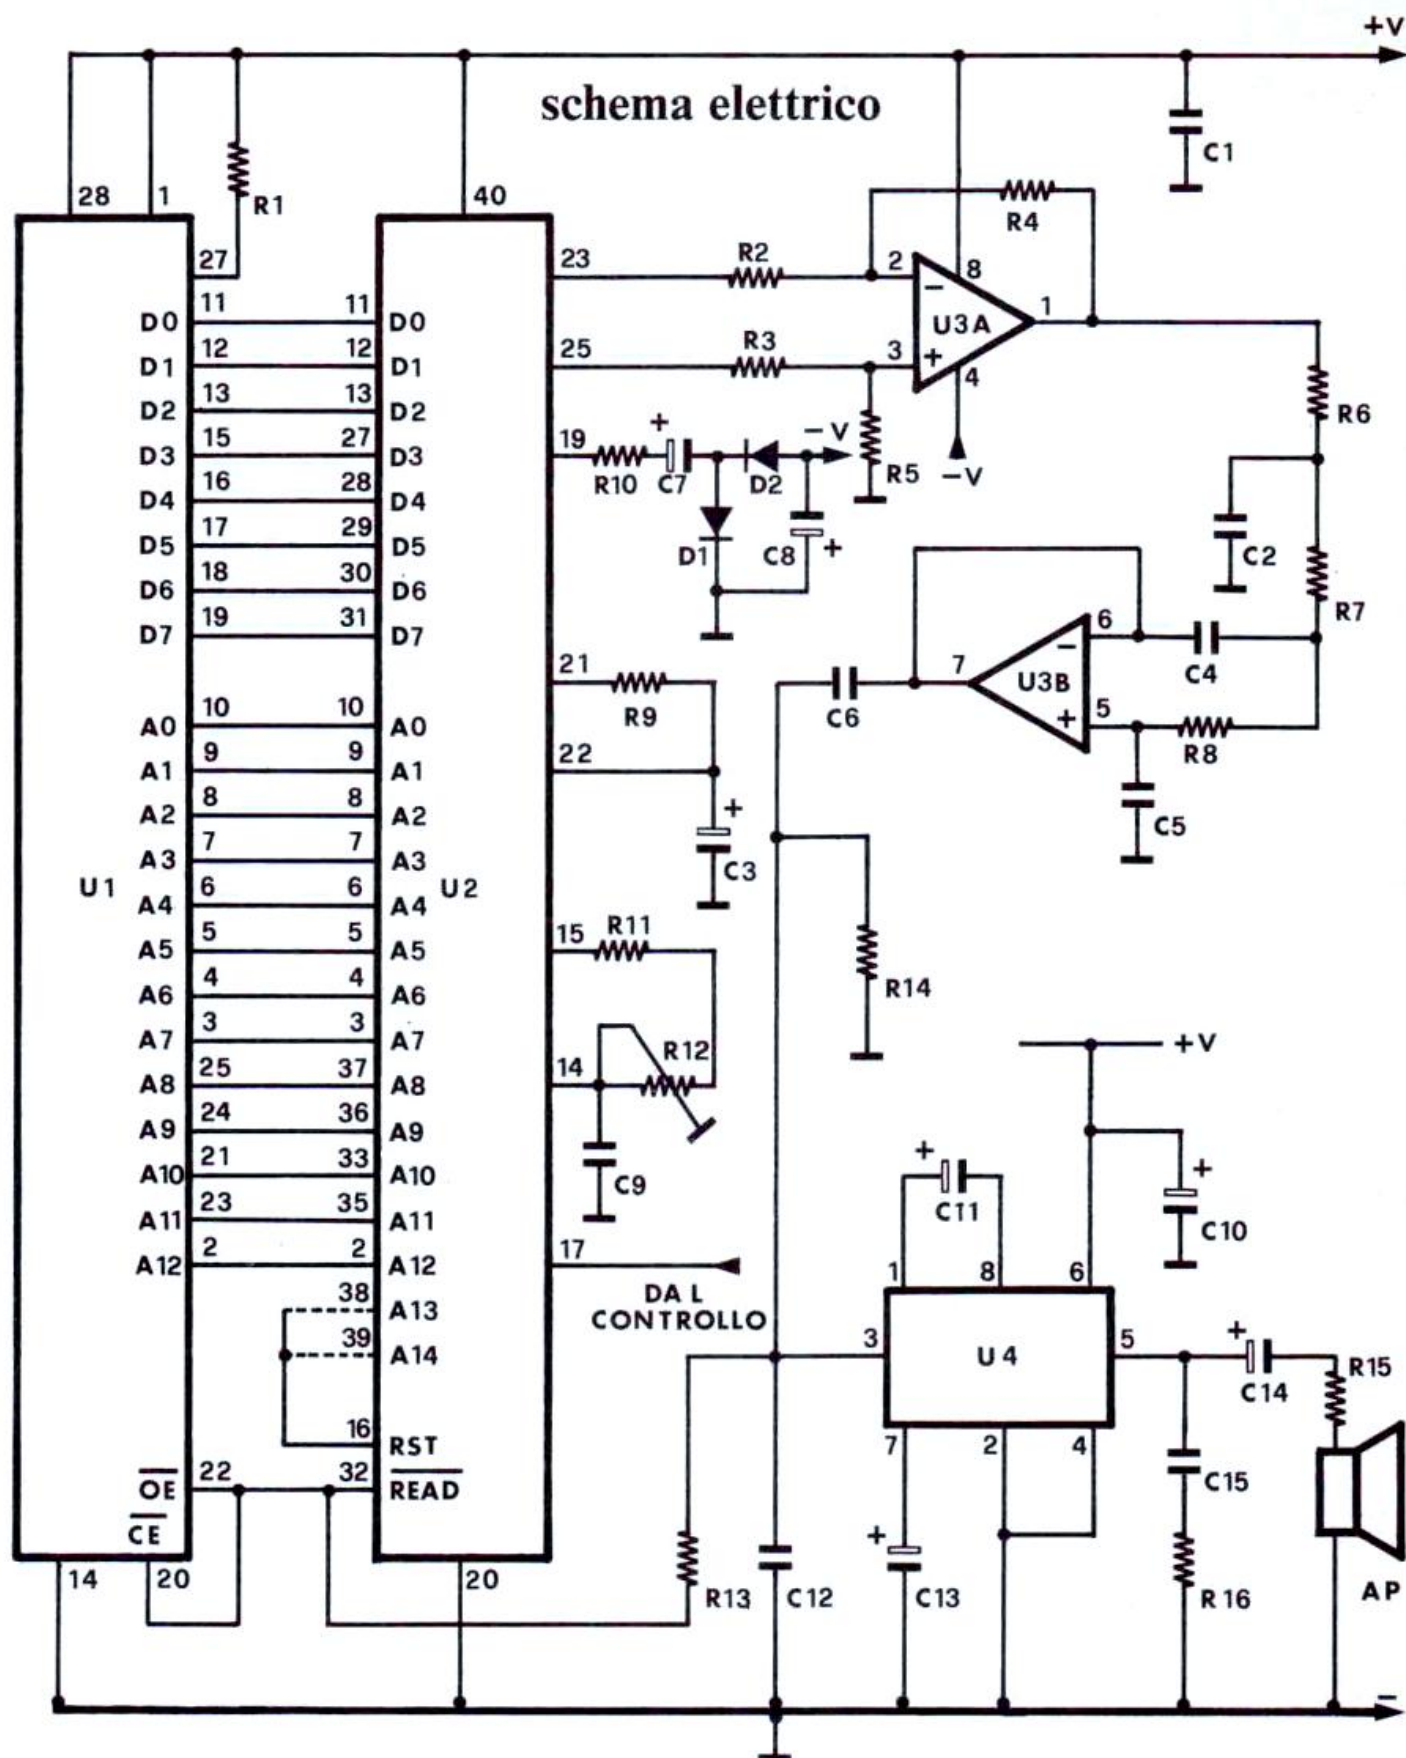 +V
schema elettrico
C1
28 1 R1 40
R4
27 23 R2 2 8
− U3A 1
D0 11 11 D0
D1 12 12 D1 25 R3 3 + 4
D2 13 13 D2
R6
D3 15 27 D3 19 R10 + C7 D2 −V R5 −V
D4 16 28 D4
D5 17 29 D5 D1 C8 + C2
D6 18 30 D6
R7
D7 19 31 D7 6 − C4
21 R9 C6 7 U3B
A0 10 10 A0 + 5 R8
A1 9 9 A1 22
A2 8 8 A2 + C5
A3 7 7 A3 C3
U1 U2
A4 6 6 A4
A5 5 5 A5 15 R11
A6 4 4 A6 R14
A7 3 3 A7 R12 +V
A8 25 37 A8 14
A9 24 36 A9
A10 21 33 A10 C9 + C11 + C10
A11 23 35 A11
A12 2 2 A12 17 1 8 6
DAL
CONTROLLO
38 A13
39 A14 3 U4 5 + C14 R15
16 RST 7 2 4
OE 22 32 READ C15
CE
14 20 20 R13 C12 + C13 R16 AP
−